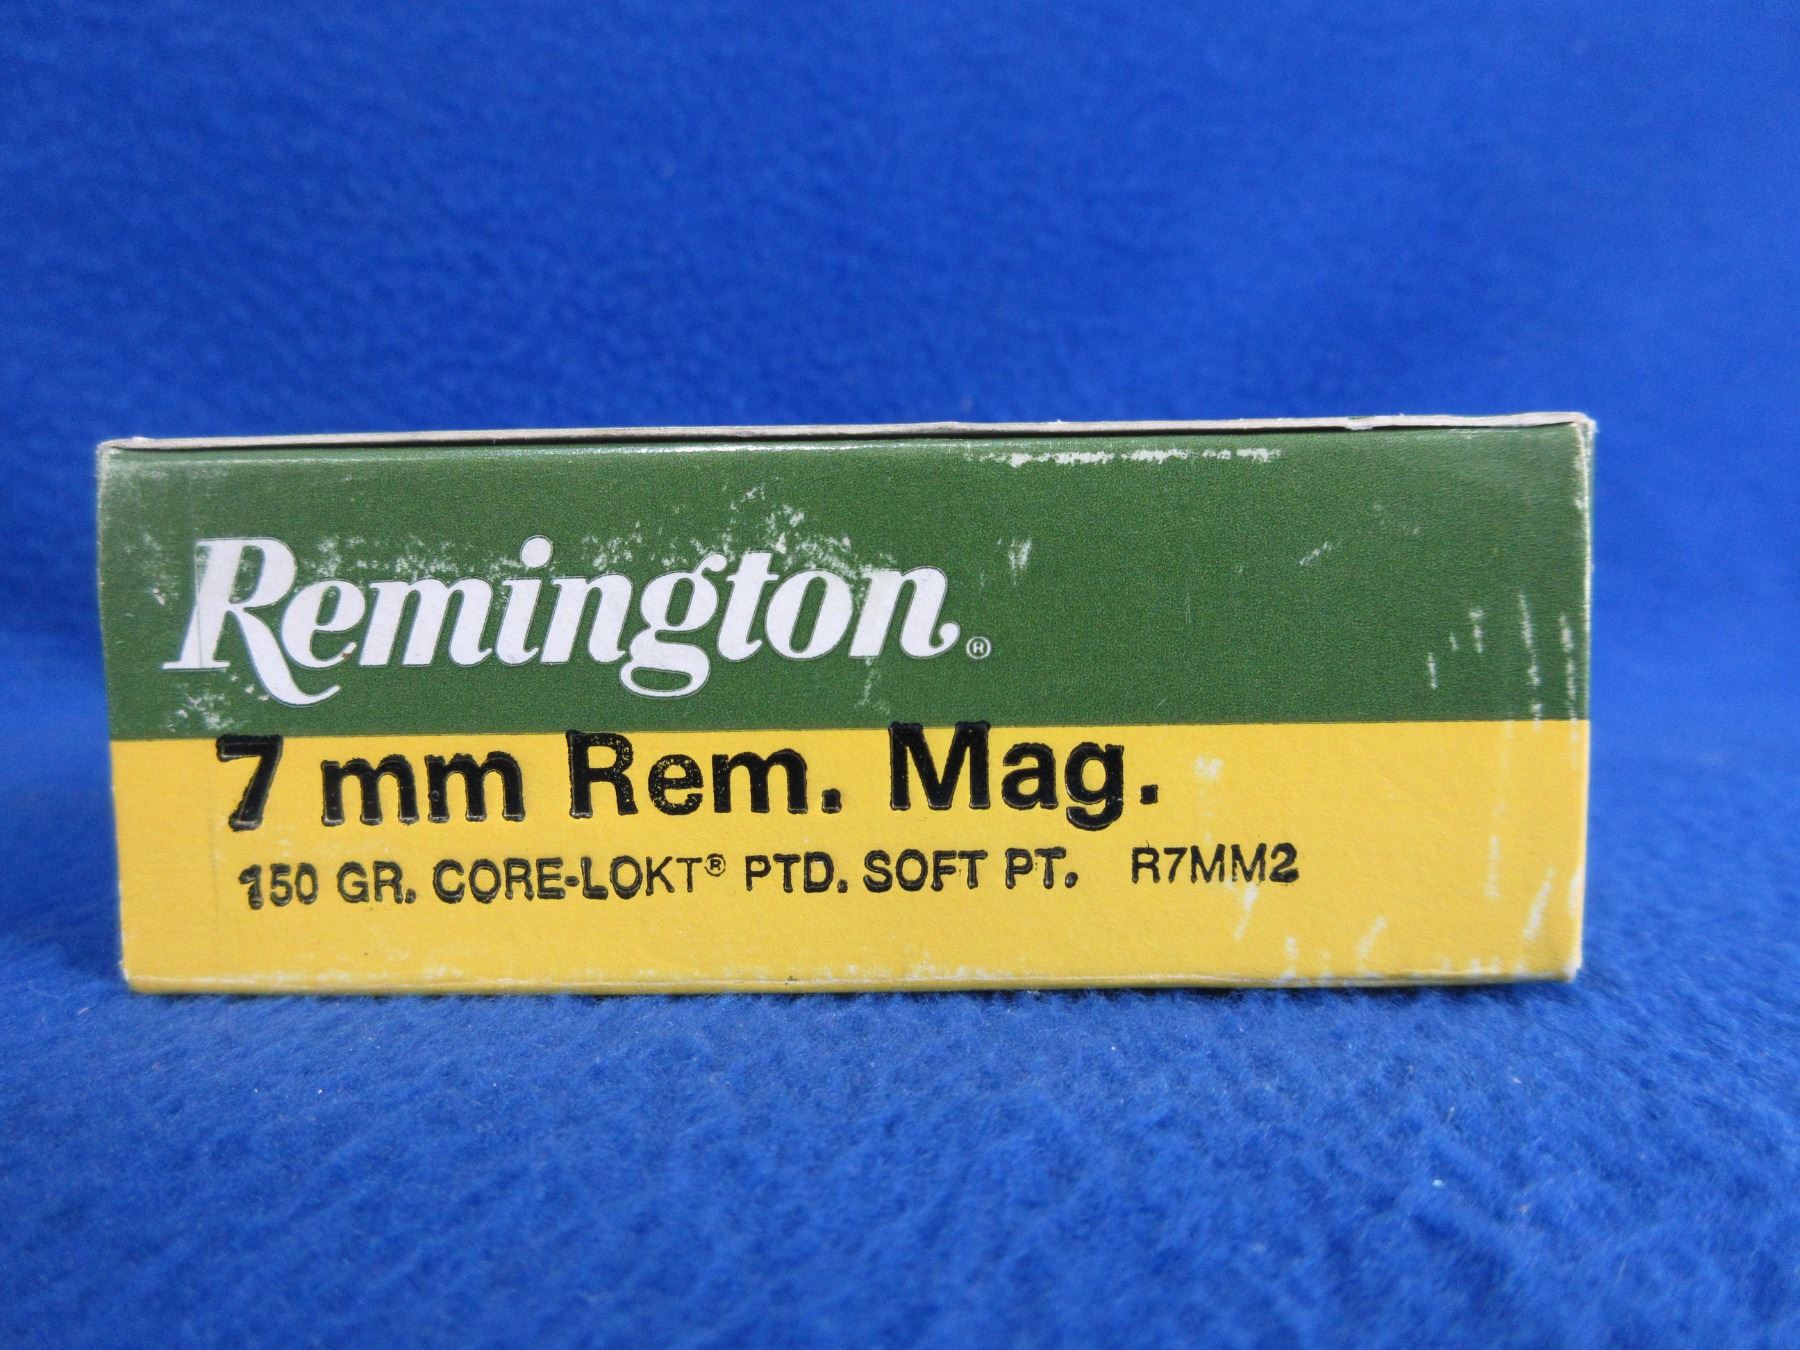 Remington®
7 mm Rem. Mag.
150 GR. CORE-LOKT® PTD. SOFT PT. R7MM2